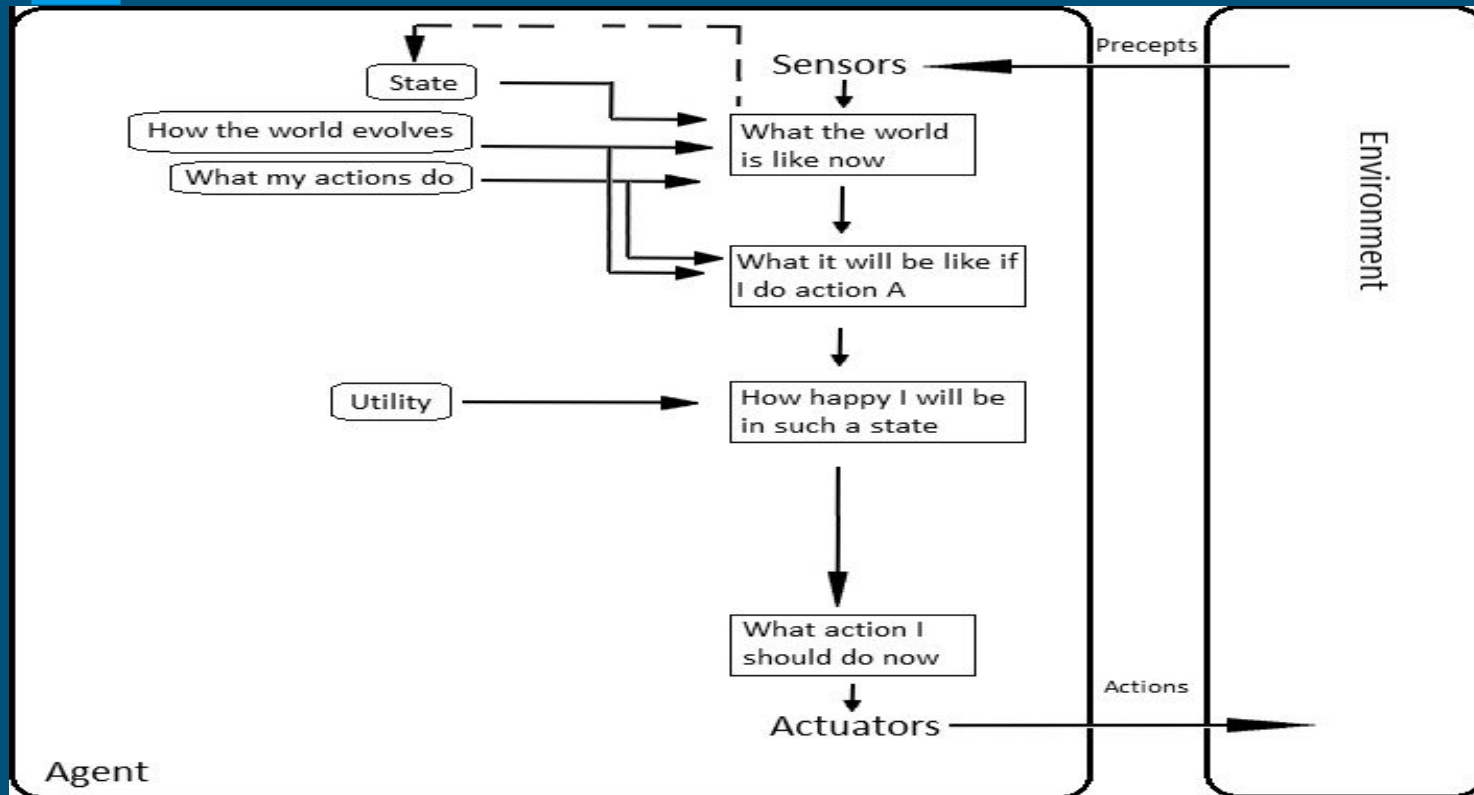 Precepts
Sensors
State
How the world evolves
What the world
is like now
What my actions do
Environment
What it will be like if
I do action A
Utility
How happy I will be
in such a state
What action I
should do now
Actions
Actuators
Agent